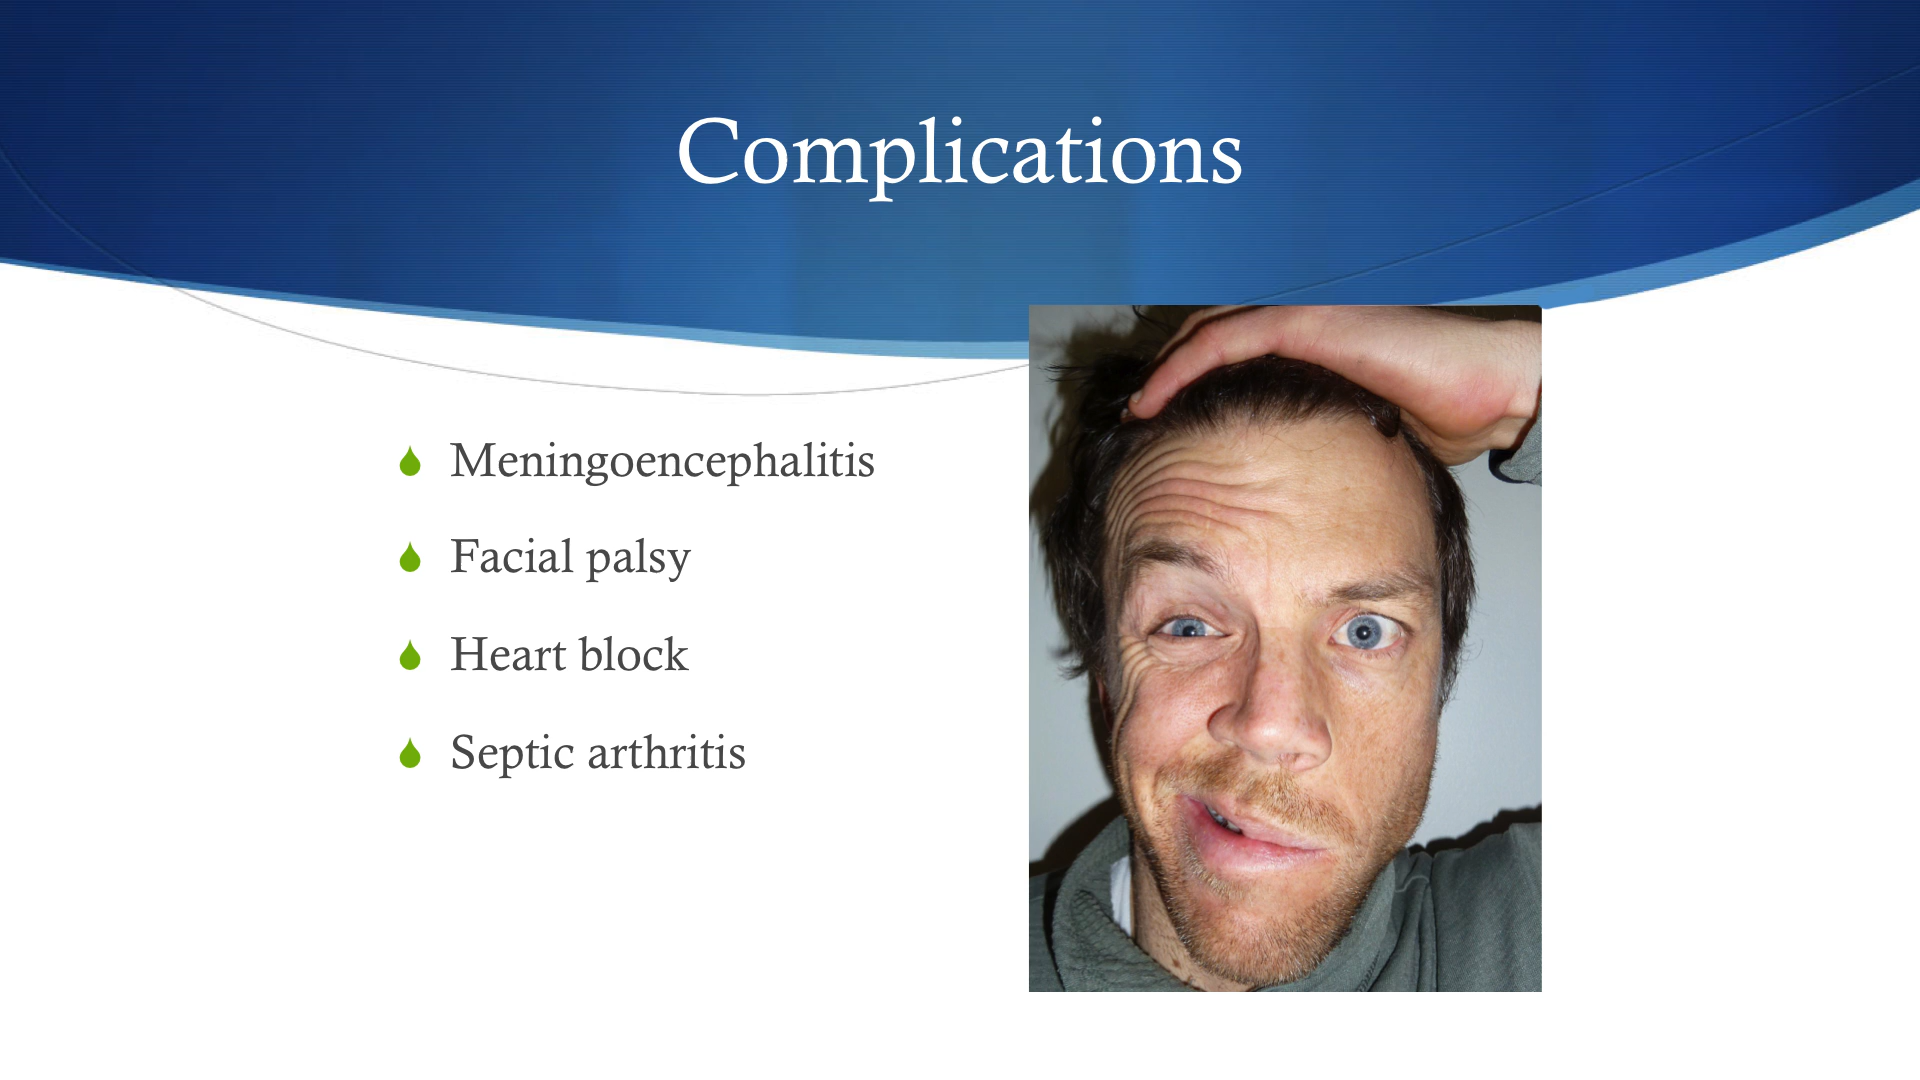 Complications
Meningoencephalitis
Facial palsy
Heart block
Septic arthritis